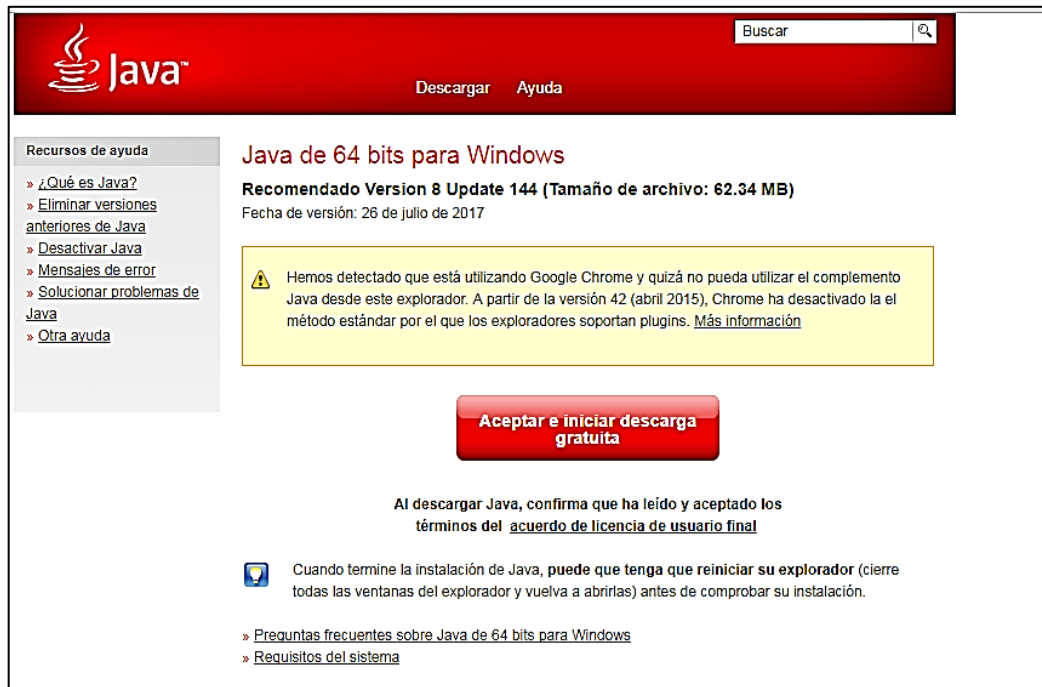 Java™
Buscar
Descargar Ayuda
Recursos de ayuda
» ¿Qué es Java?
» Eliminar versiones
anteriores de Java
» Desactivar Java
» Mensajes de error
» Solucionar problemas de
Java
» Otra ayuda
Java de 64 bits para Windows
Recomendado Version 8 Update 144 (Tamaño de archivo: 62.34 MB)
Fecha de versión: 26 de julio de 2017
Hemos detectado que está utilizando Google Chrome y quizá no pueda utilizar el complemento
Java desde este explorador. A partir de la versión 42 (abril 2015), Chrome ha desactivado la el
método estándar por el que los exploradores soportan plugins. Más información
Aceptar e iniciar descarga
gratuita
Al descargar Java, confirma que ha leído y aceptado los
términos del acuerdo de licencia de usuario final
Cuando termine la instalación de Java, puede que tenga que reiniciar su explorador (cierre
todas las ventanas del explorador y vuelva a abrirlas) antes de comprobar su instalación.
» Preguntas frecuentes sobre Java de 64 bits para Windows
» Requisitos del sistema